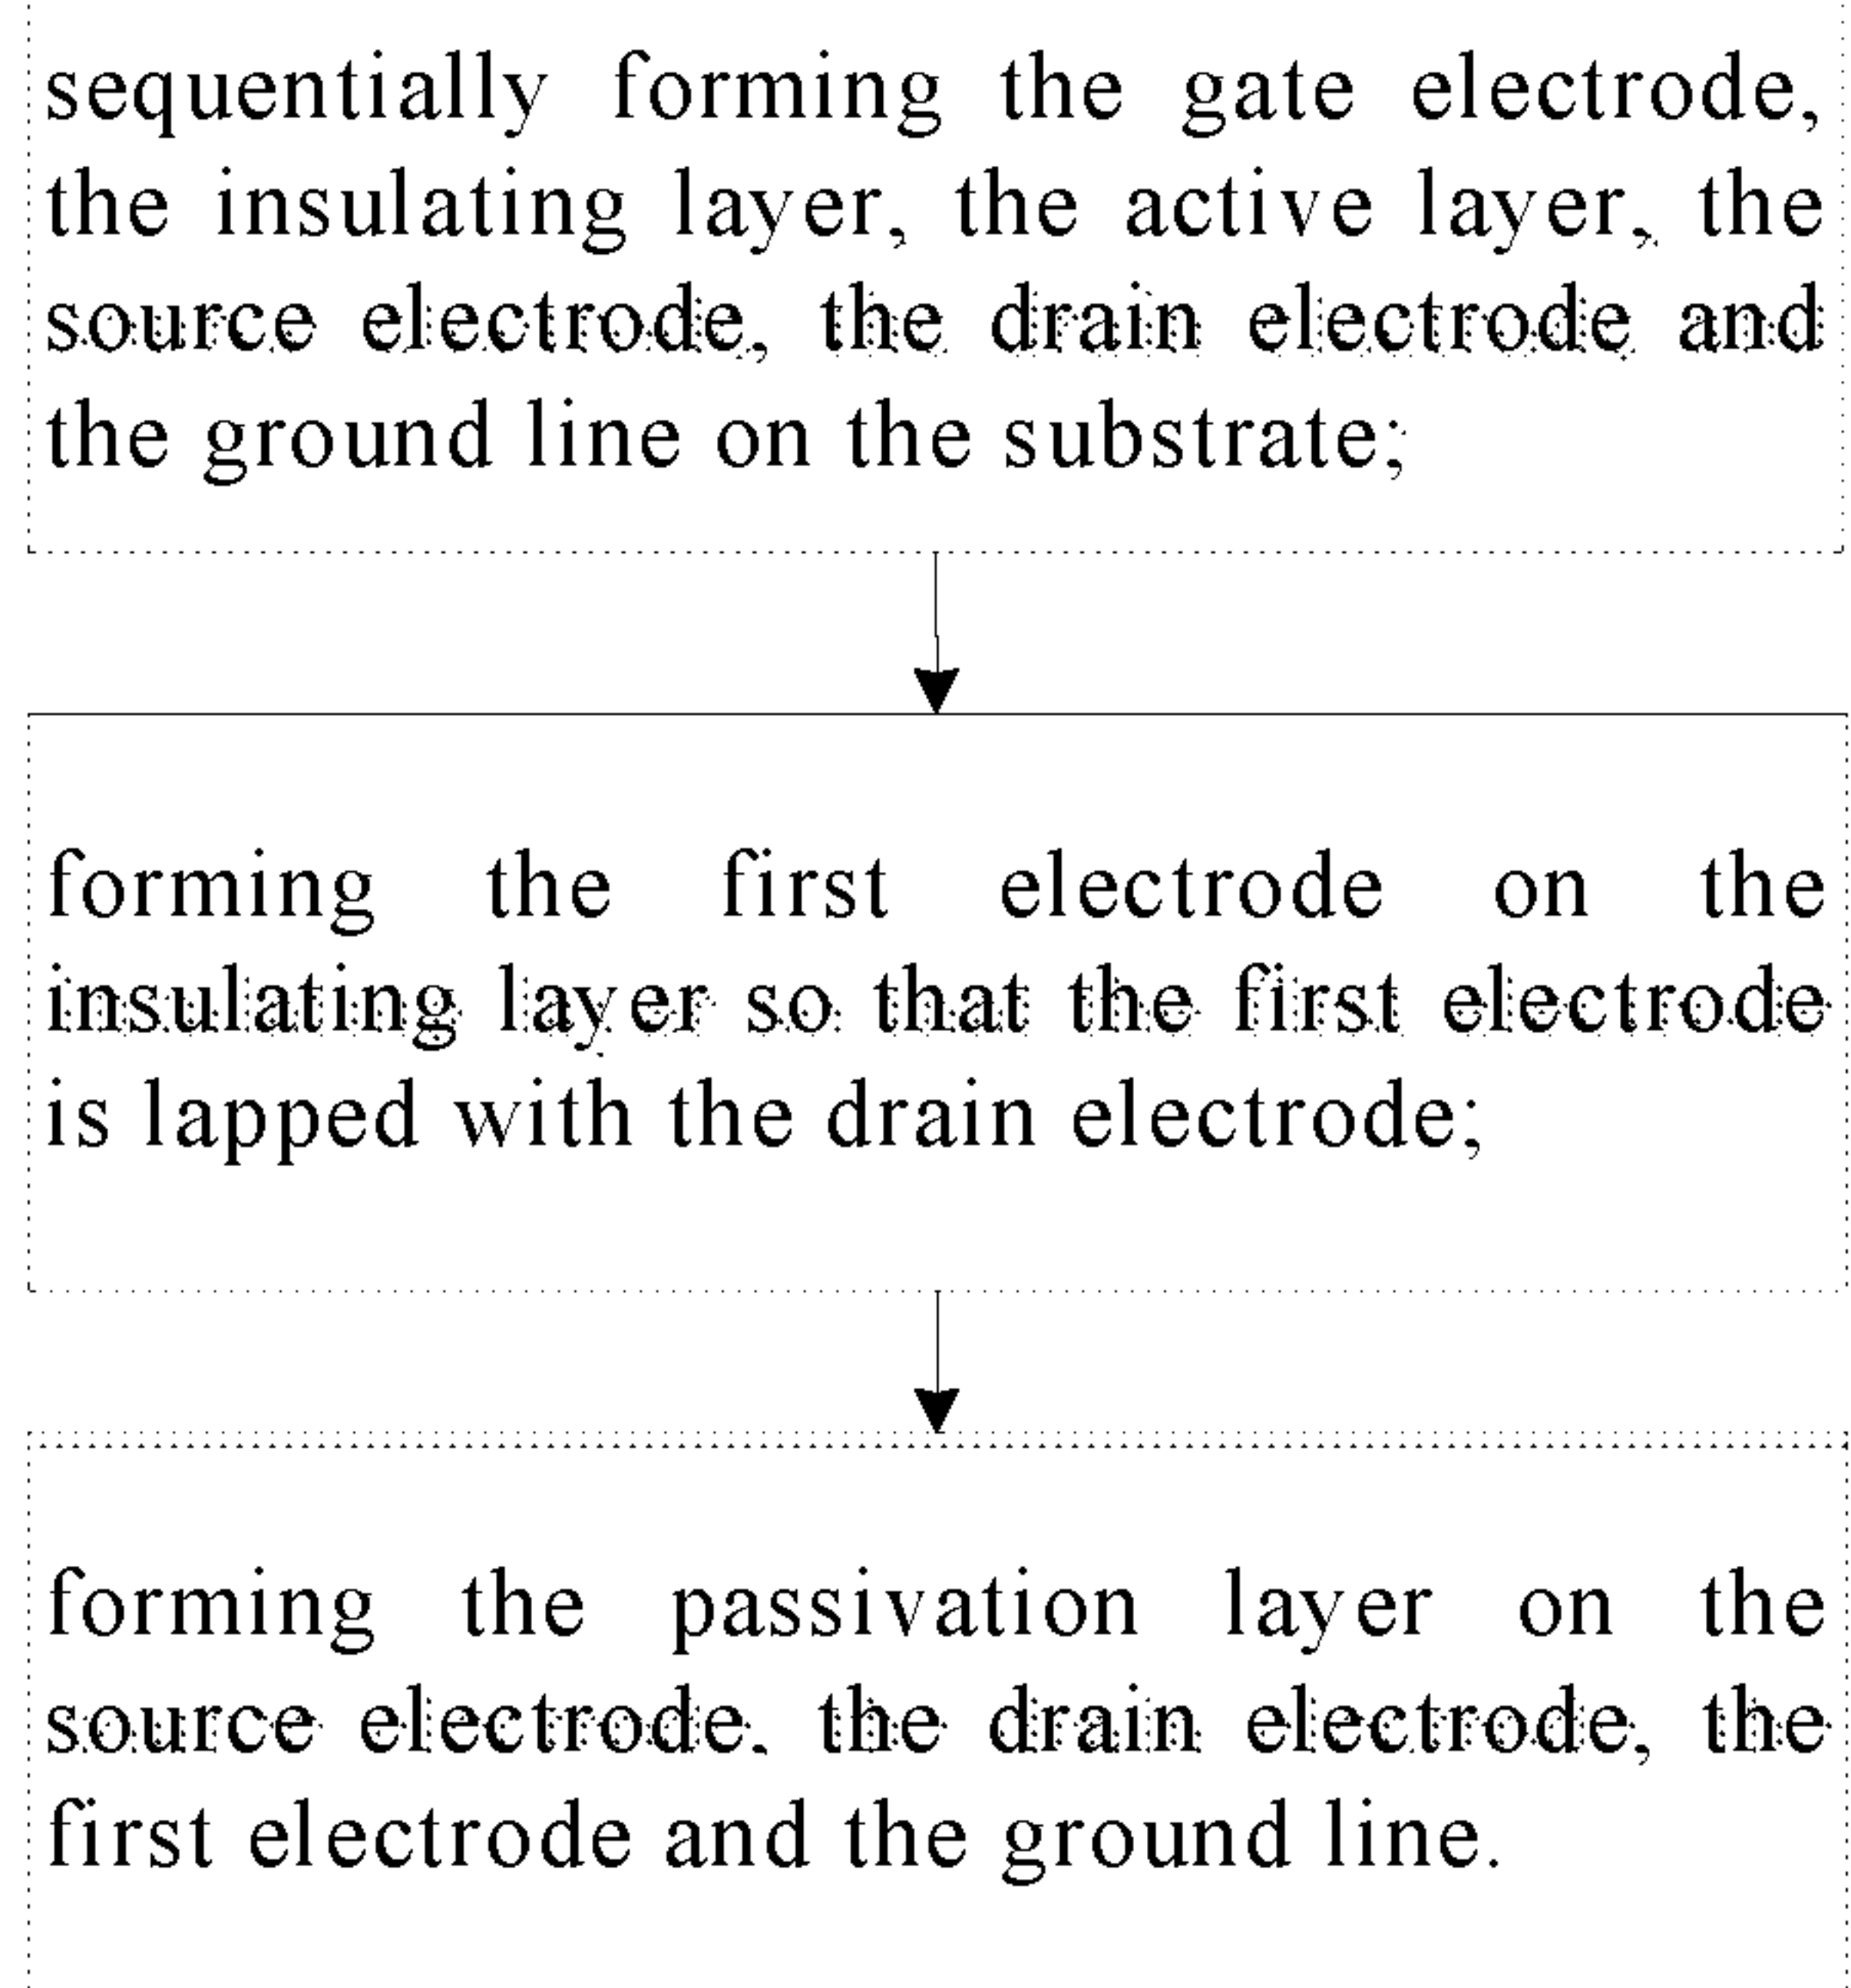 sequentially forming the gate electrode,
the insulating layer, the active layer, the
source electrode, the drain electrode and
the ground line on the substrate;
forming the first electrode on the
insulating layer so that the first electrode
is lapped with the drain electrode;
forming the passivation layer on the
source electrode, the drain electrode, the
first electrode and the ground line.